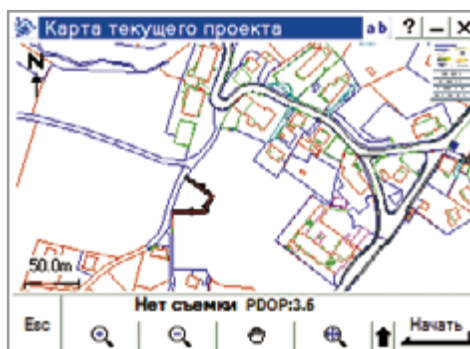 Карта текущего проекта ab ?
N
50.0m
Нет съемки PDOP:3.6
Esc
Начать